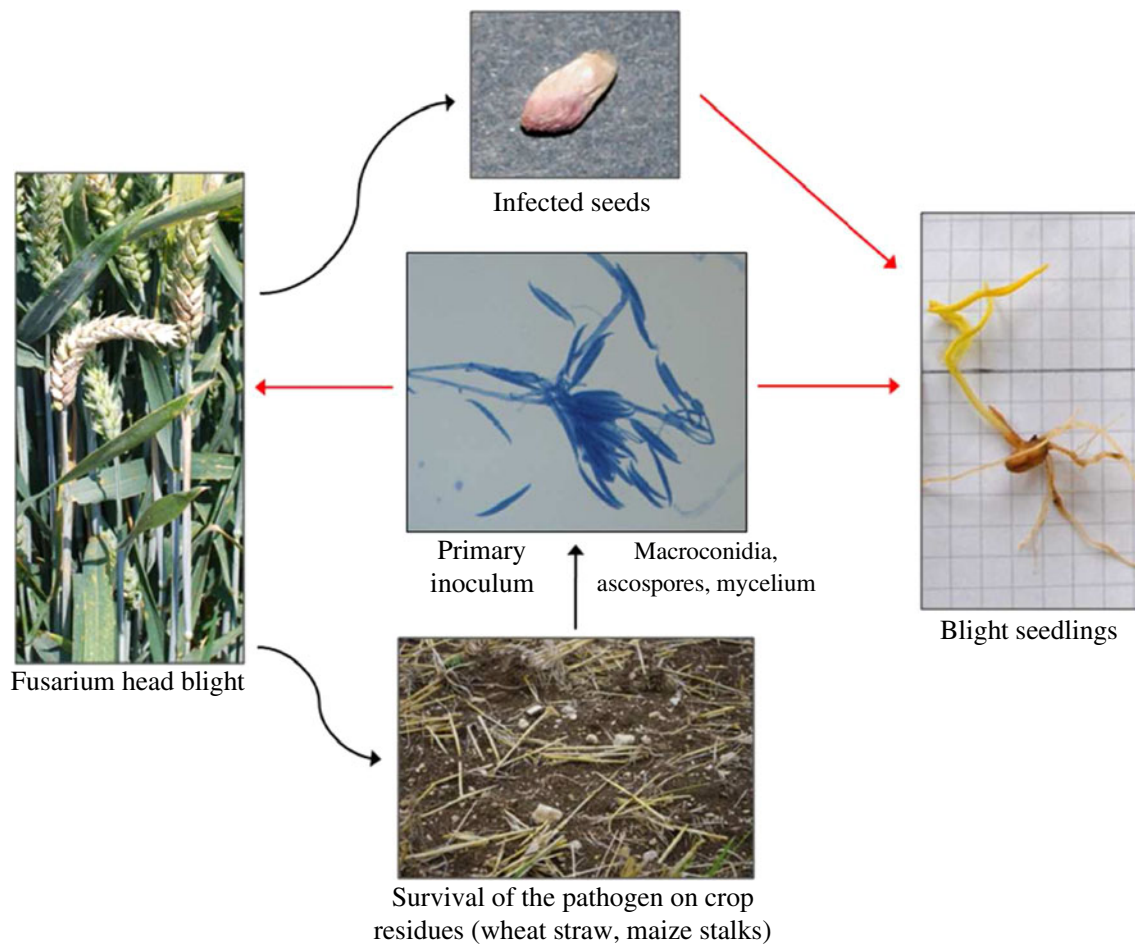 Infected seeds
Primary
inoculum
Macroconidia,
ascospores, mycelium
Blight seedlings
Fusarium head blight
Survival of the pathogen on crop
residues (wheat straw, maize stalks)